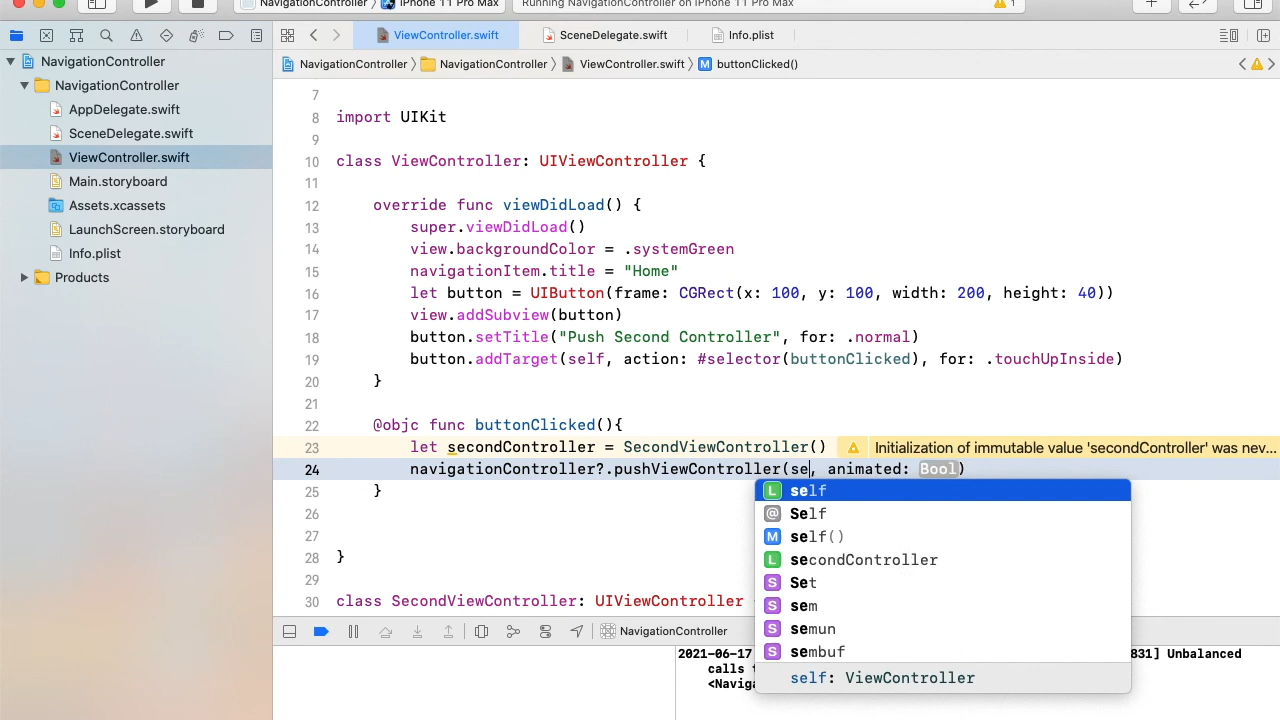 NavigationController 〉 iPhone 11 Pro Max
Running NavigationController on iPhone 11 Pro Max
1
ViewController.swift
SceneDelegate.swift
Info.plist
NavigationController 〉 NavigationController 〉 ViewController.swift 〉 M buttonClicked()
NavigationController
NavigationController
AppDelegate.swift
SceneDelegate.swift
ViewController.swift
Main.storyboard
Assets.xcassets
LaunchScreen.storyboard
Info.plist
Products
7
8 import UIKit
9
10 class ViewController: UIViewController {
11
12 override func viewDidLoad() {
13 super.viewDidLoad()
14 view.backgroundColor = .systemGreen
15 navigationItem.title = "Home"
16 let button = UIButton(frame: CGRect(x: 100, y: 100, width: 200, height: 40))
17 view.addSubview(button)
18 button.setTitle("Push Second Controller", for: .normal)
19 button.addTarget(self, action: #selector(buttonClicked), for: .touchUpInside)
20 }
21
22 @objc func buttonClicked(){
23 let secondController = SecondViewController() Initialization of immutable value 'secondController' was nev...
24 navigationController?.pushViewController(se, animated: Bool)
25 }
26
27
28 }
29
30 class SecondViewController: UIViewController
L self
@ Self
M self()
L secondController
S Set
S sem
S semun
S sembuf
self: ViewController
NavigationController
2021-06-17 831] Unbalanced
calls
<Naviga